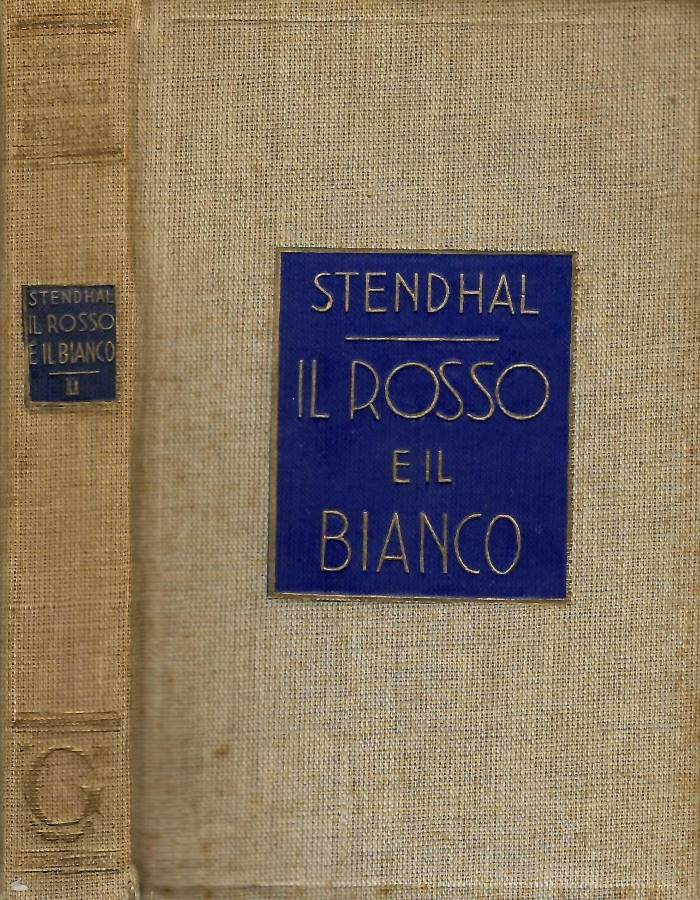 STENDHAL
IL ROSSO
E IL BIANCO
II
G
STENDHAL
IL ROSSO
E IL
BIANCO